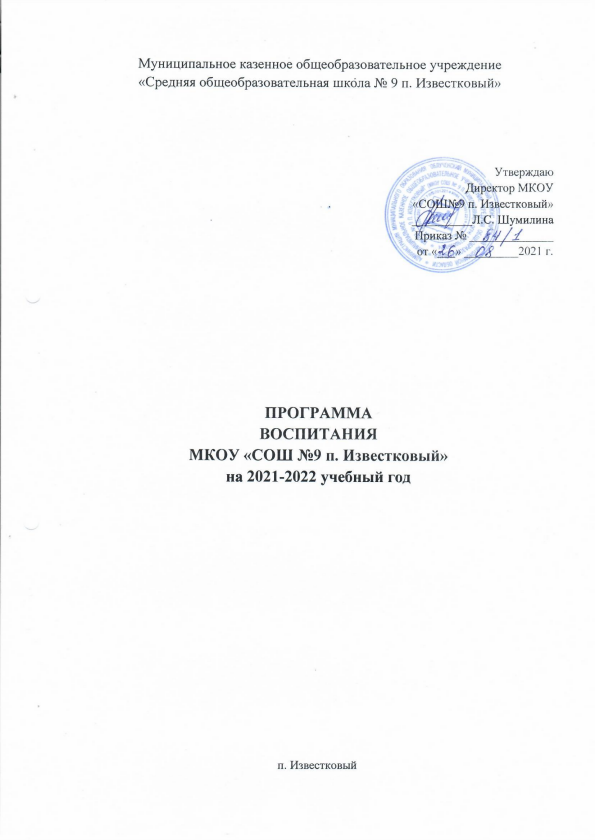 Муниципальное казенное общеобразовательное учреждение
«Средняя общеобразовательная школа № 9 п. Известковый»
Утверждаю
Директор МКОУ
«СОШ№9 п. Известковый»
Л.С. Шумилина
Приказ № 84/1
от «26» 08 2021 г.
ПРОГРАММА
ВОСПИТАНИЯ
МКОУ «СОШ №9 п. Известковый»
на 2021-2022 учебный год
п. Известковый